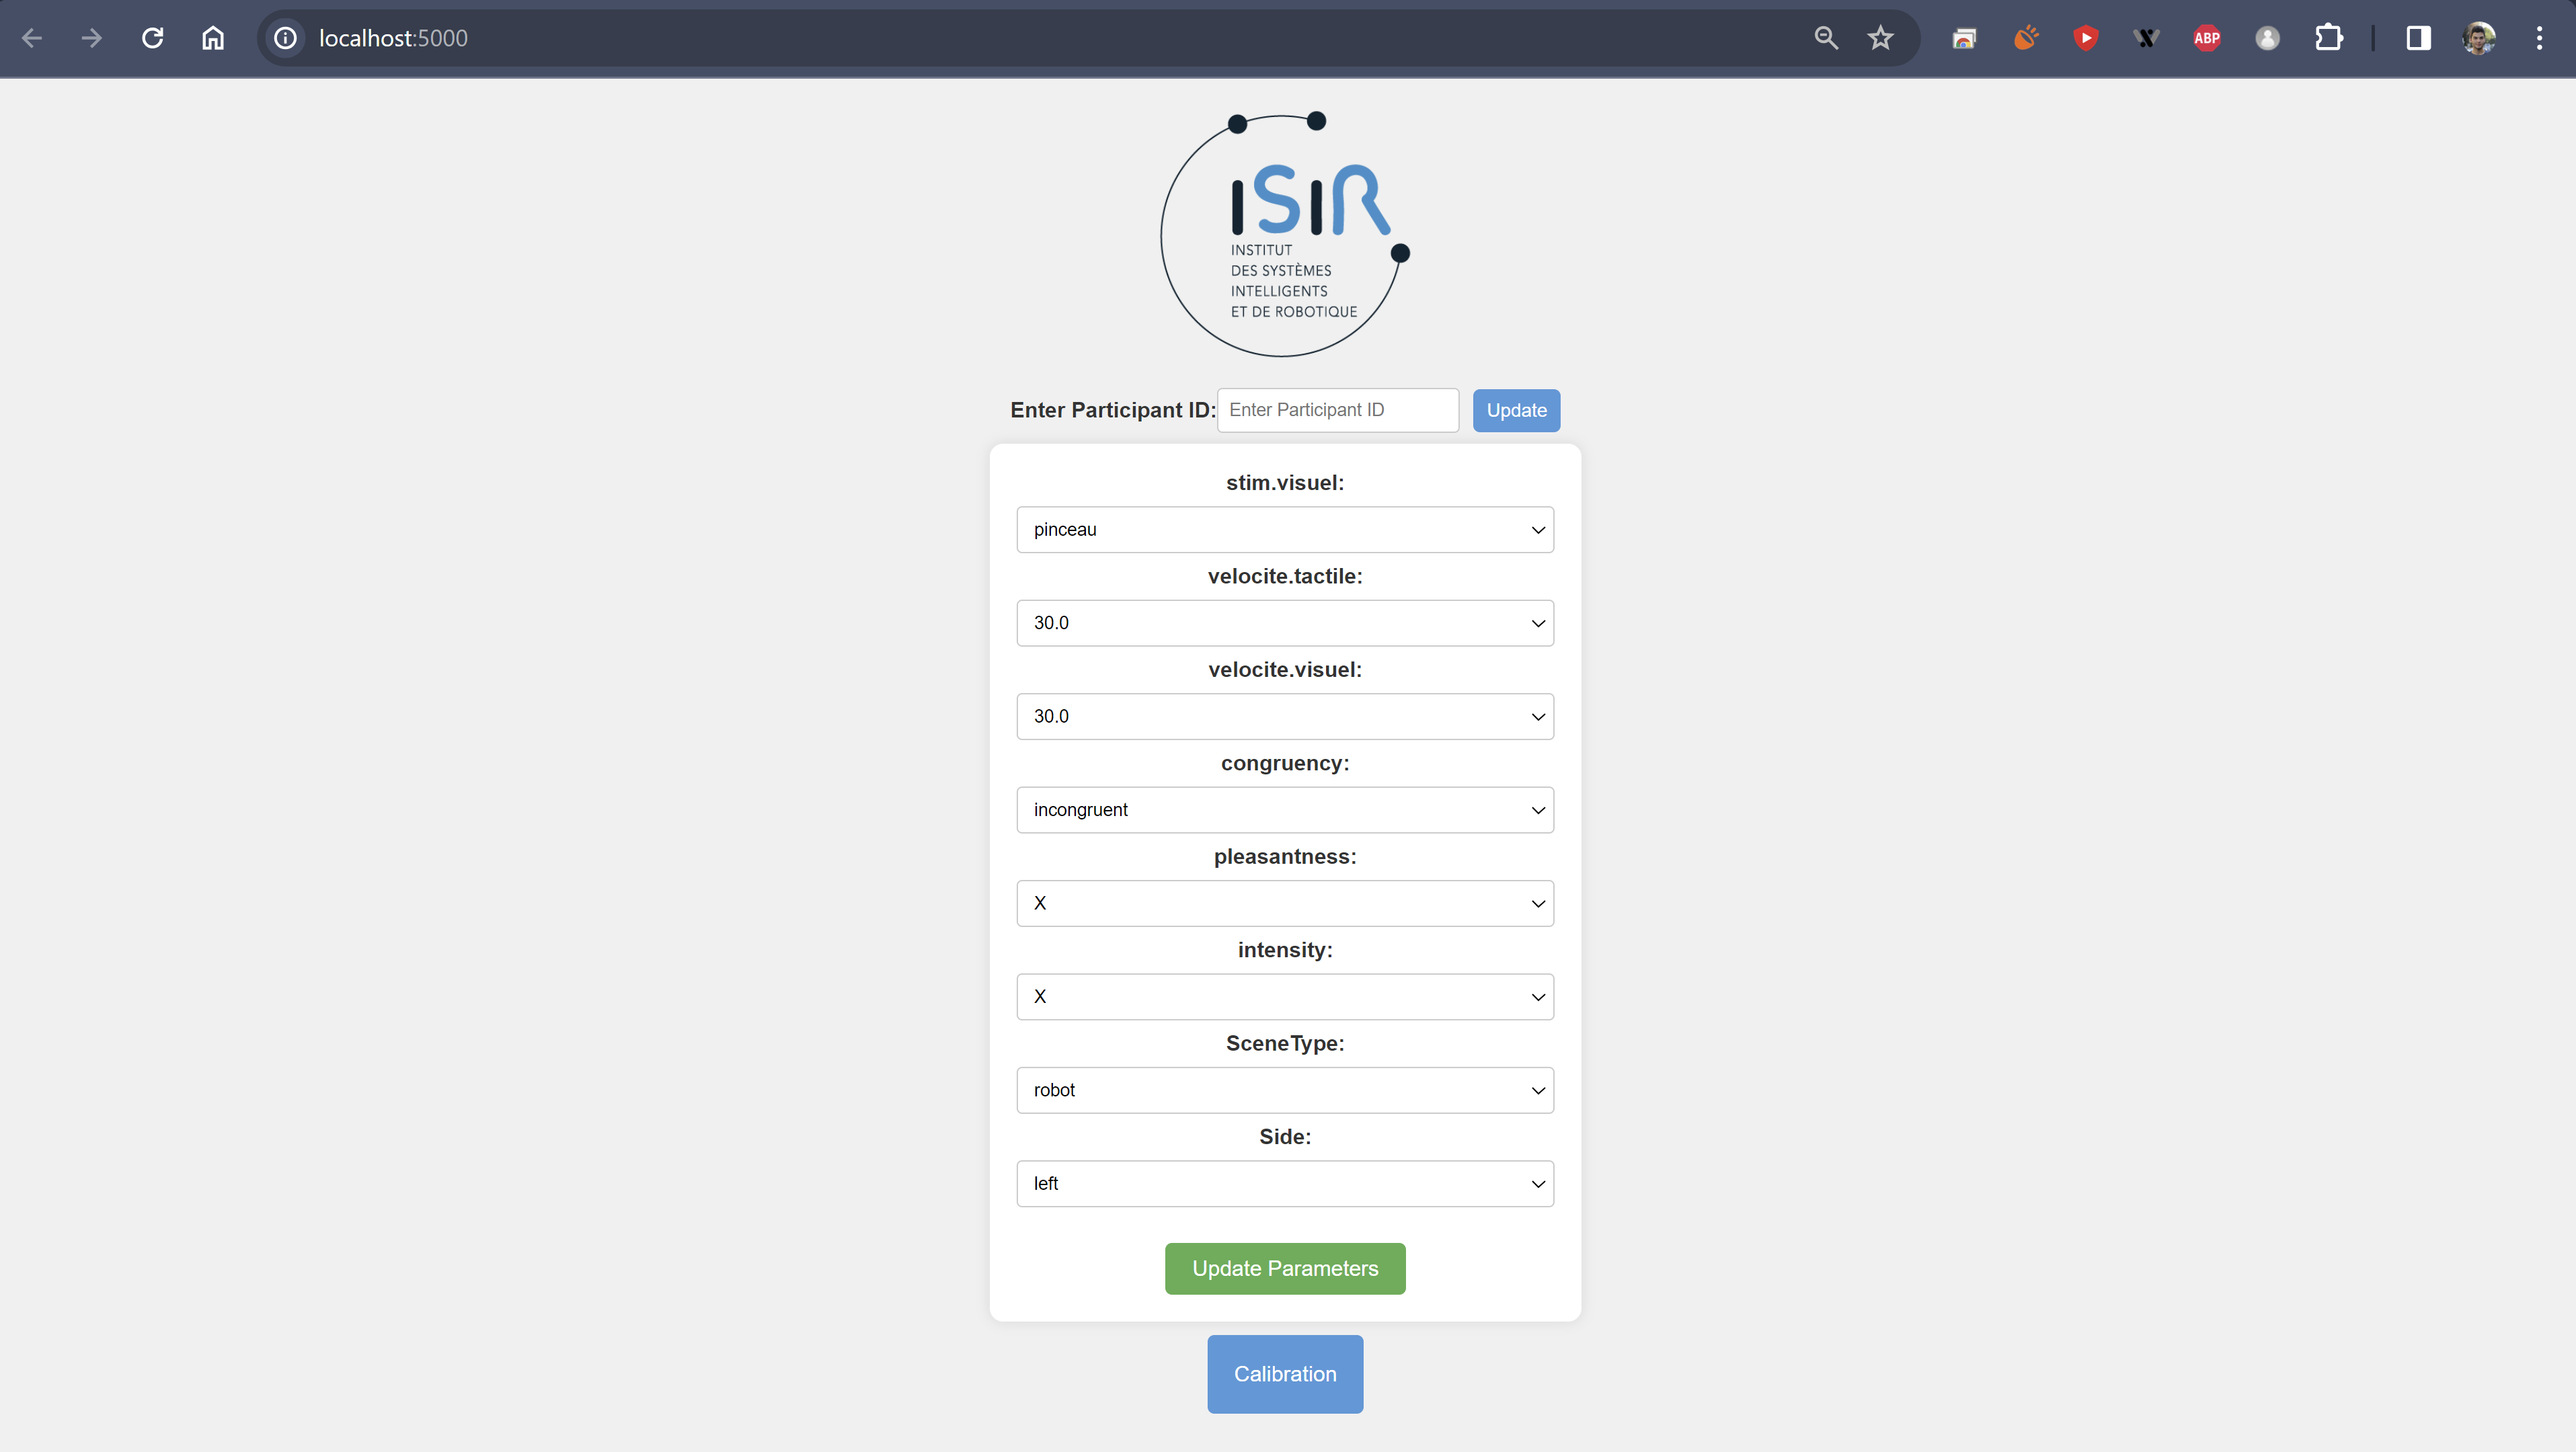 localhost:5000
ABP
ISIR
INSTITUT
DES SYSTÈMES
INTELLIGENTS
ET DE ROBOTIQUE
Enter Participant ID: Enter Participant ID Update
stim.visuel:
pinceau
velocite.tactile:
30.0
velocite.visuel:
30.0
congruency:
incongruent
pleasantness:
X
intensity:
X
SceneType:
robot
Side:
left
Update Parameters
Calibration